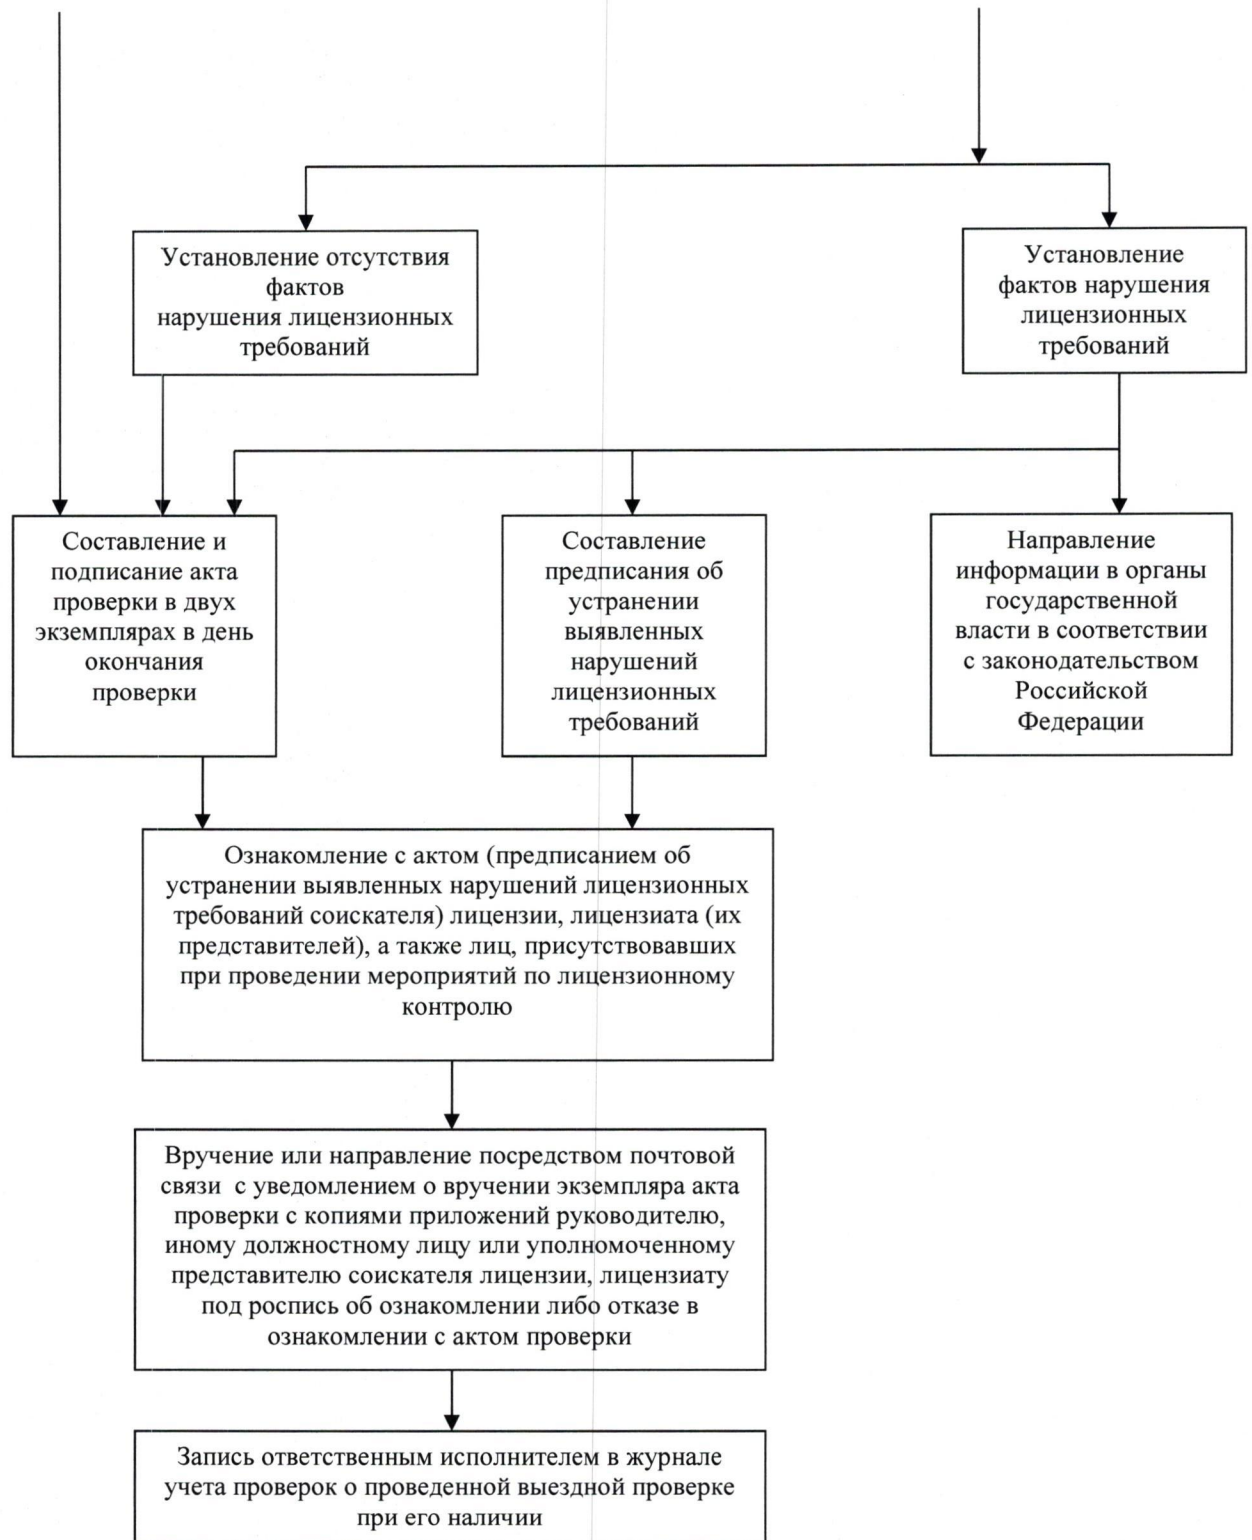 Установление отсутствия
фактов
нарушения лицензионных
требований
Установление
фактов нарушения
лицензионных
требований
Составление и
подписание акта
проверки в двух
экземплярах в день
окончания
проверки
Составление
предписания об
устранении
выявленных
нарушений
лицензионных
требований
Направление
информации в органы
государственной
власти в соответствии
с законодательством
Российской
Федерации
Ознакомление с актом (предписанием об
устранении выявленных нарушений лицензионных
требований соискателя) лицензии, лицензиата (их
представителей), а также лиц, присутствовавших
при проведении мероприятий по лицензионному
контролю
Вручение или направление посредством почтовой
связи  с уведомлением о вручении экземпляра акта
проверки с копиями приложений руководителю,
иному должностному лицу или уполномоченному
представителю соискателя лицензии, лицензиату
под роспись об ознакомлении либо отказе в
ознакомлении с актом проверки
Запись ответственным исполнителем в журнале
учета проверок о проведенной выездной проверке
при его наличии